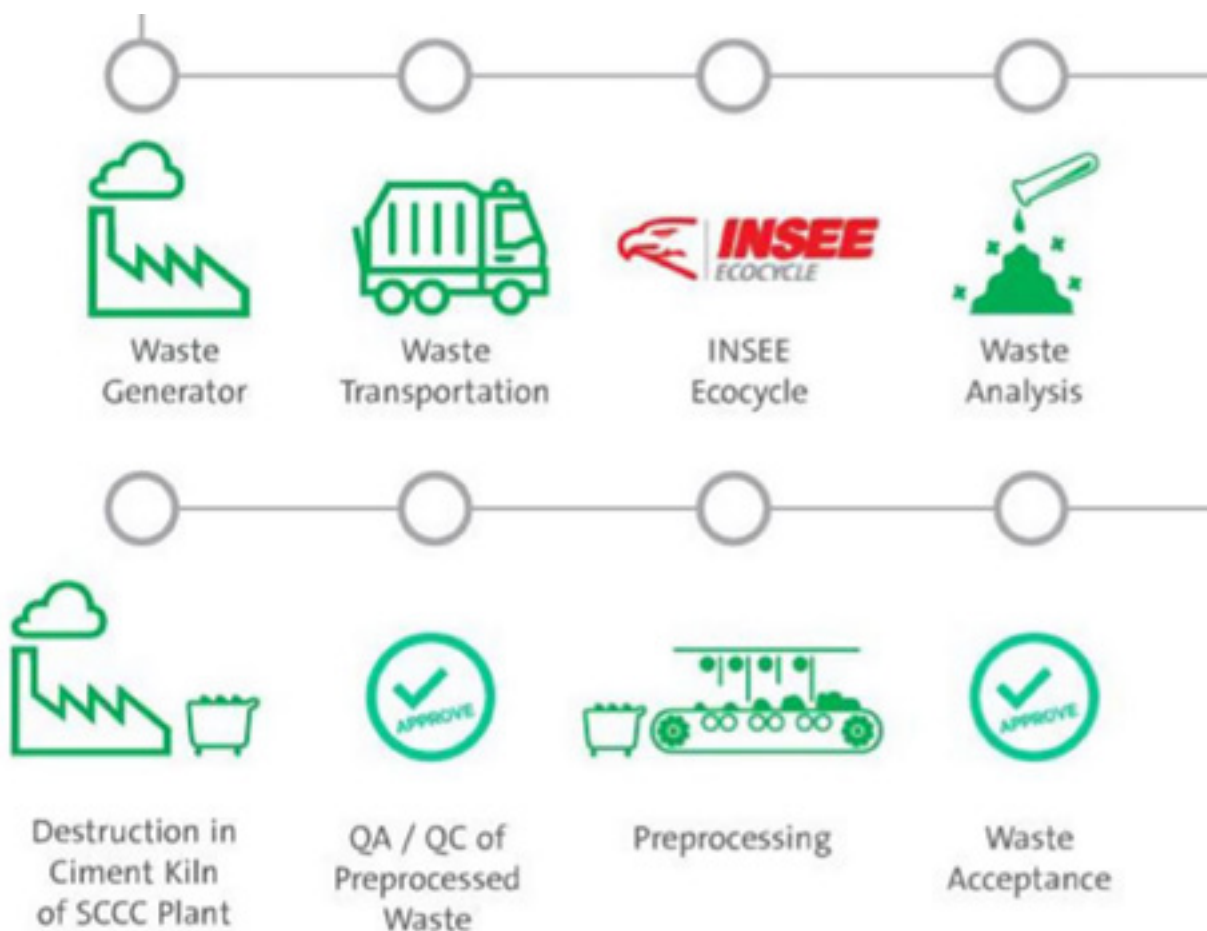 INSEE
ECOCYCLE
Waste
Generator
Waste
Transportation
INSEE
Ecocycle
Waste
Analysis
APPROVE
APPROVE
Destruction in
Ciment Kiln
of SCCC Plant
QA / QC of
Preprocessed
Waste
Preprocessing
Waste
Acceptance